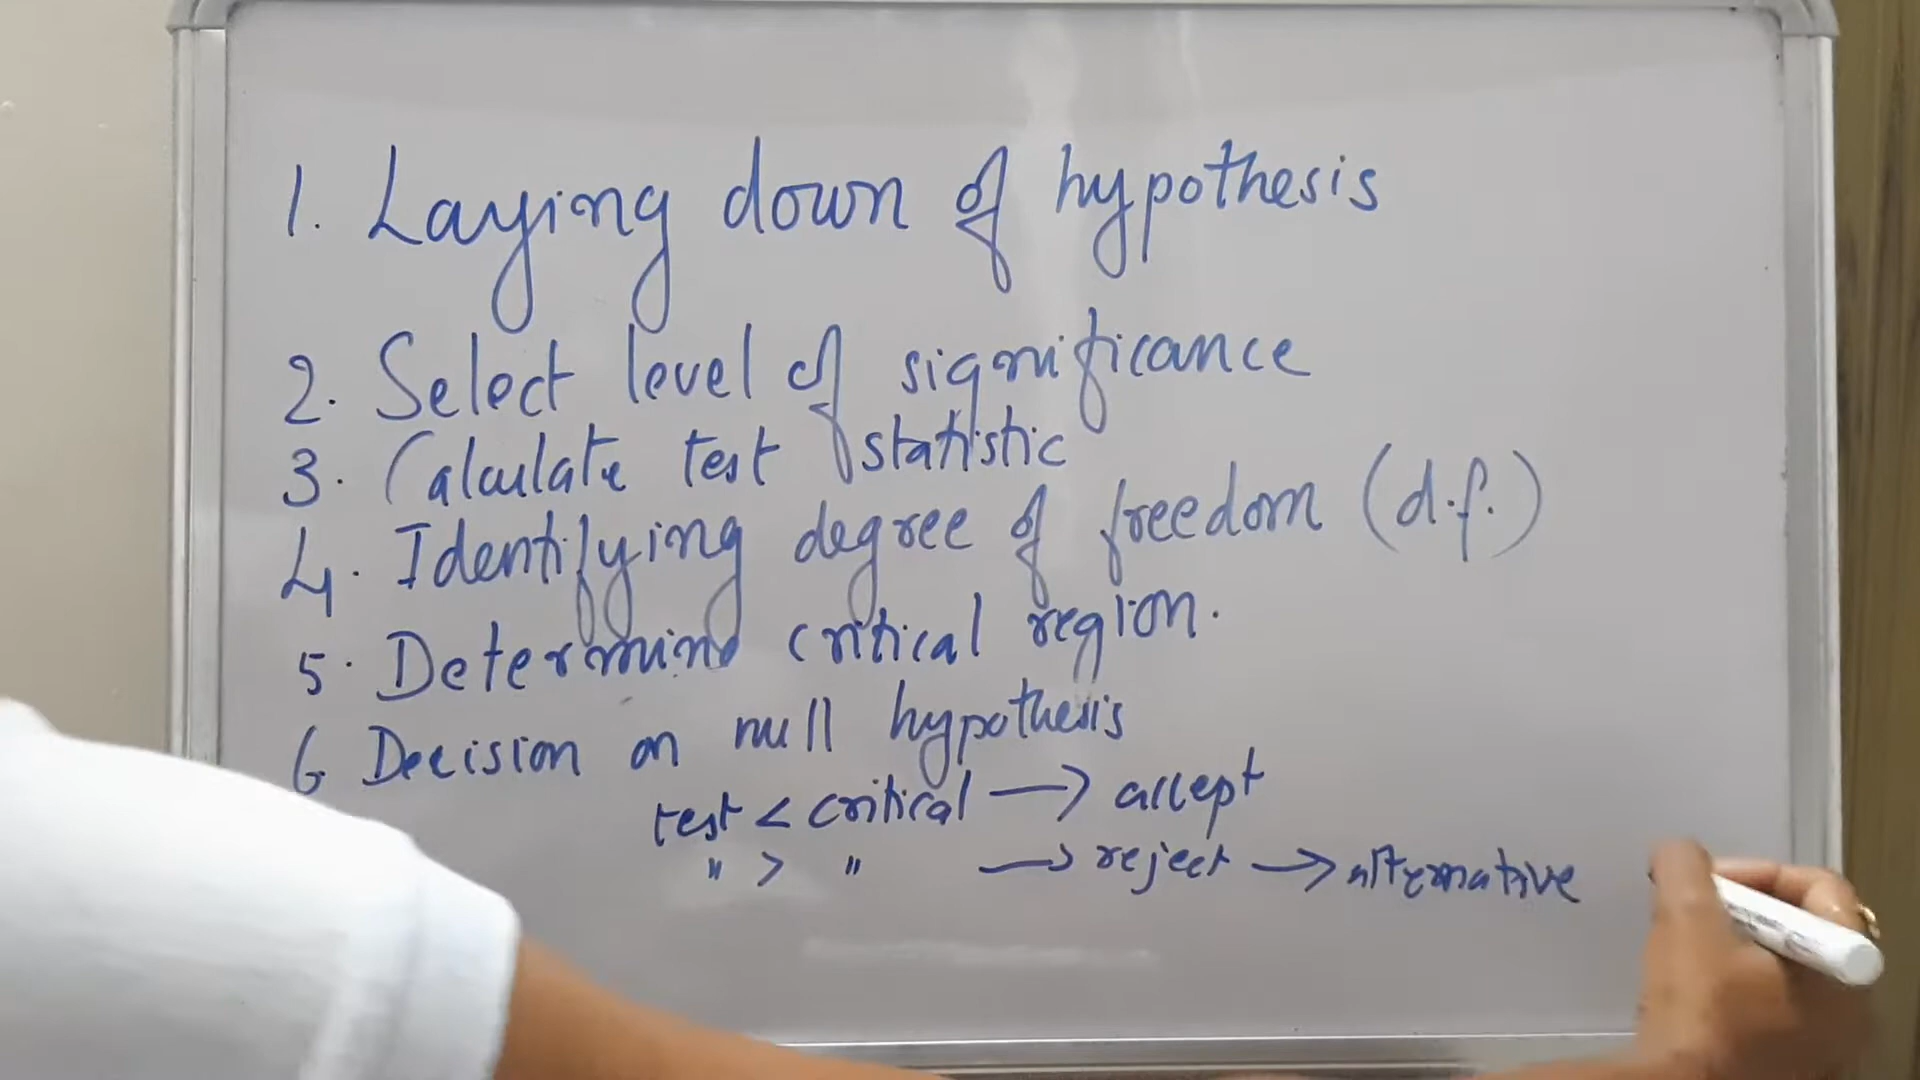 1. Laying down of hypothesis
2. Select level of significance
3. Calculate test statistic
4. Identifying degree of freedom (d.f.)
5. Determine critical region.
6 Decision on null hypothesis
test < critical → accept
" > " → reject → alternative